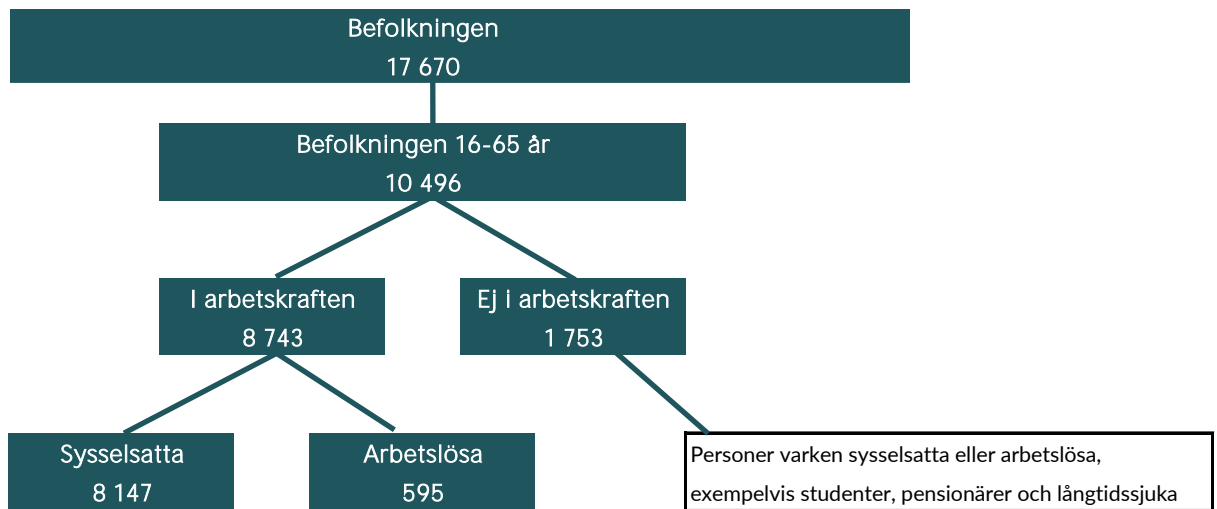 Befolkningen
17 670
Befolkningen 16-65 år
10 496
I arbetskraften
8 743
Ej i arbetskraften
1 753
Sysselsatta
8 147
Arbetslösa
595
Personer varken sysselsatta eller arbetslösa,
exempelvis studenter, pensionärer och långtidssjuka